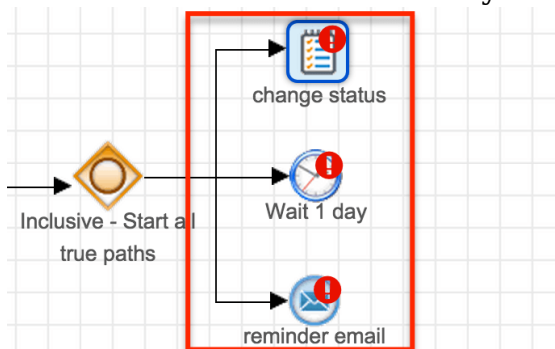 change status
Wait 1 day
Inclusive - Start all
true paths
reminder email